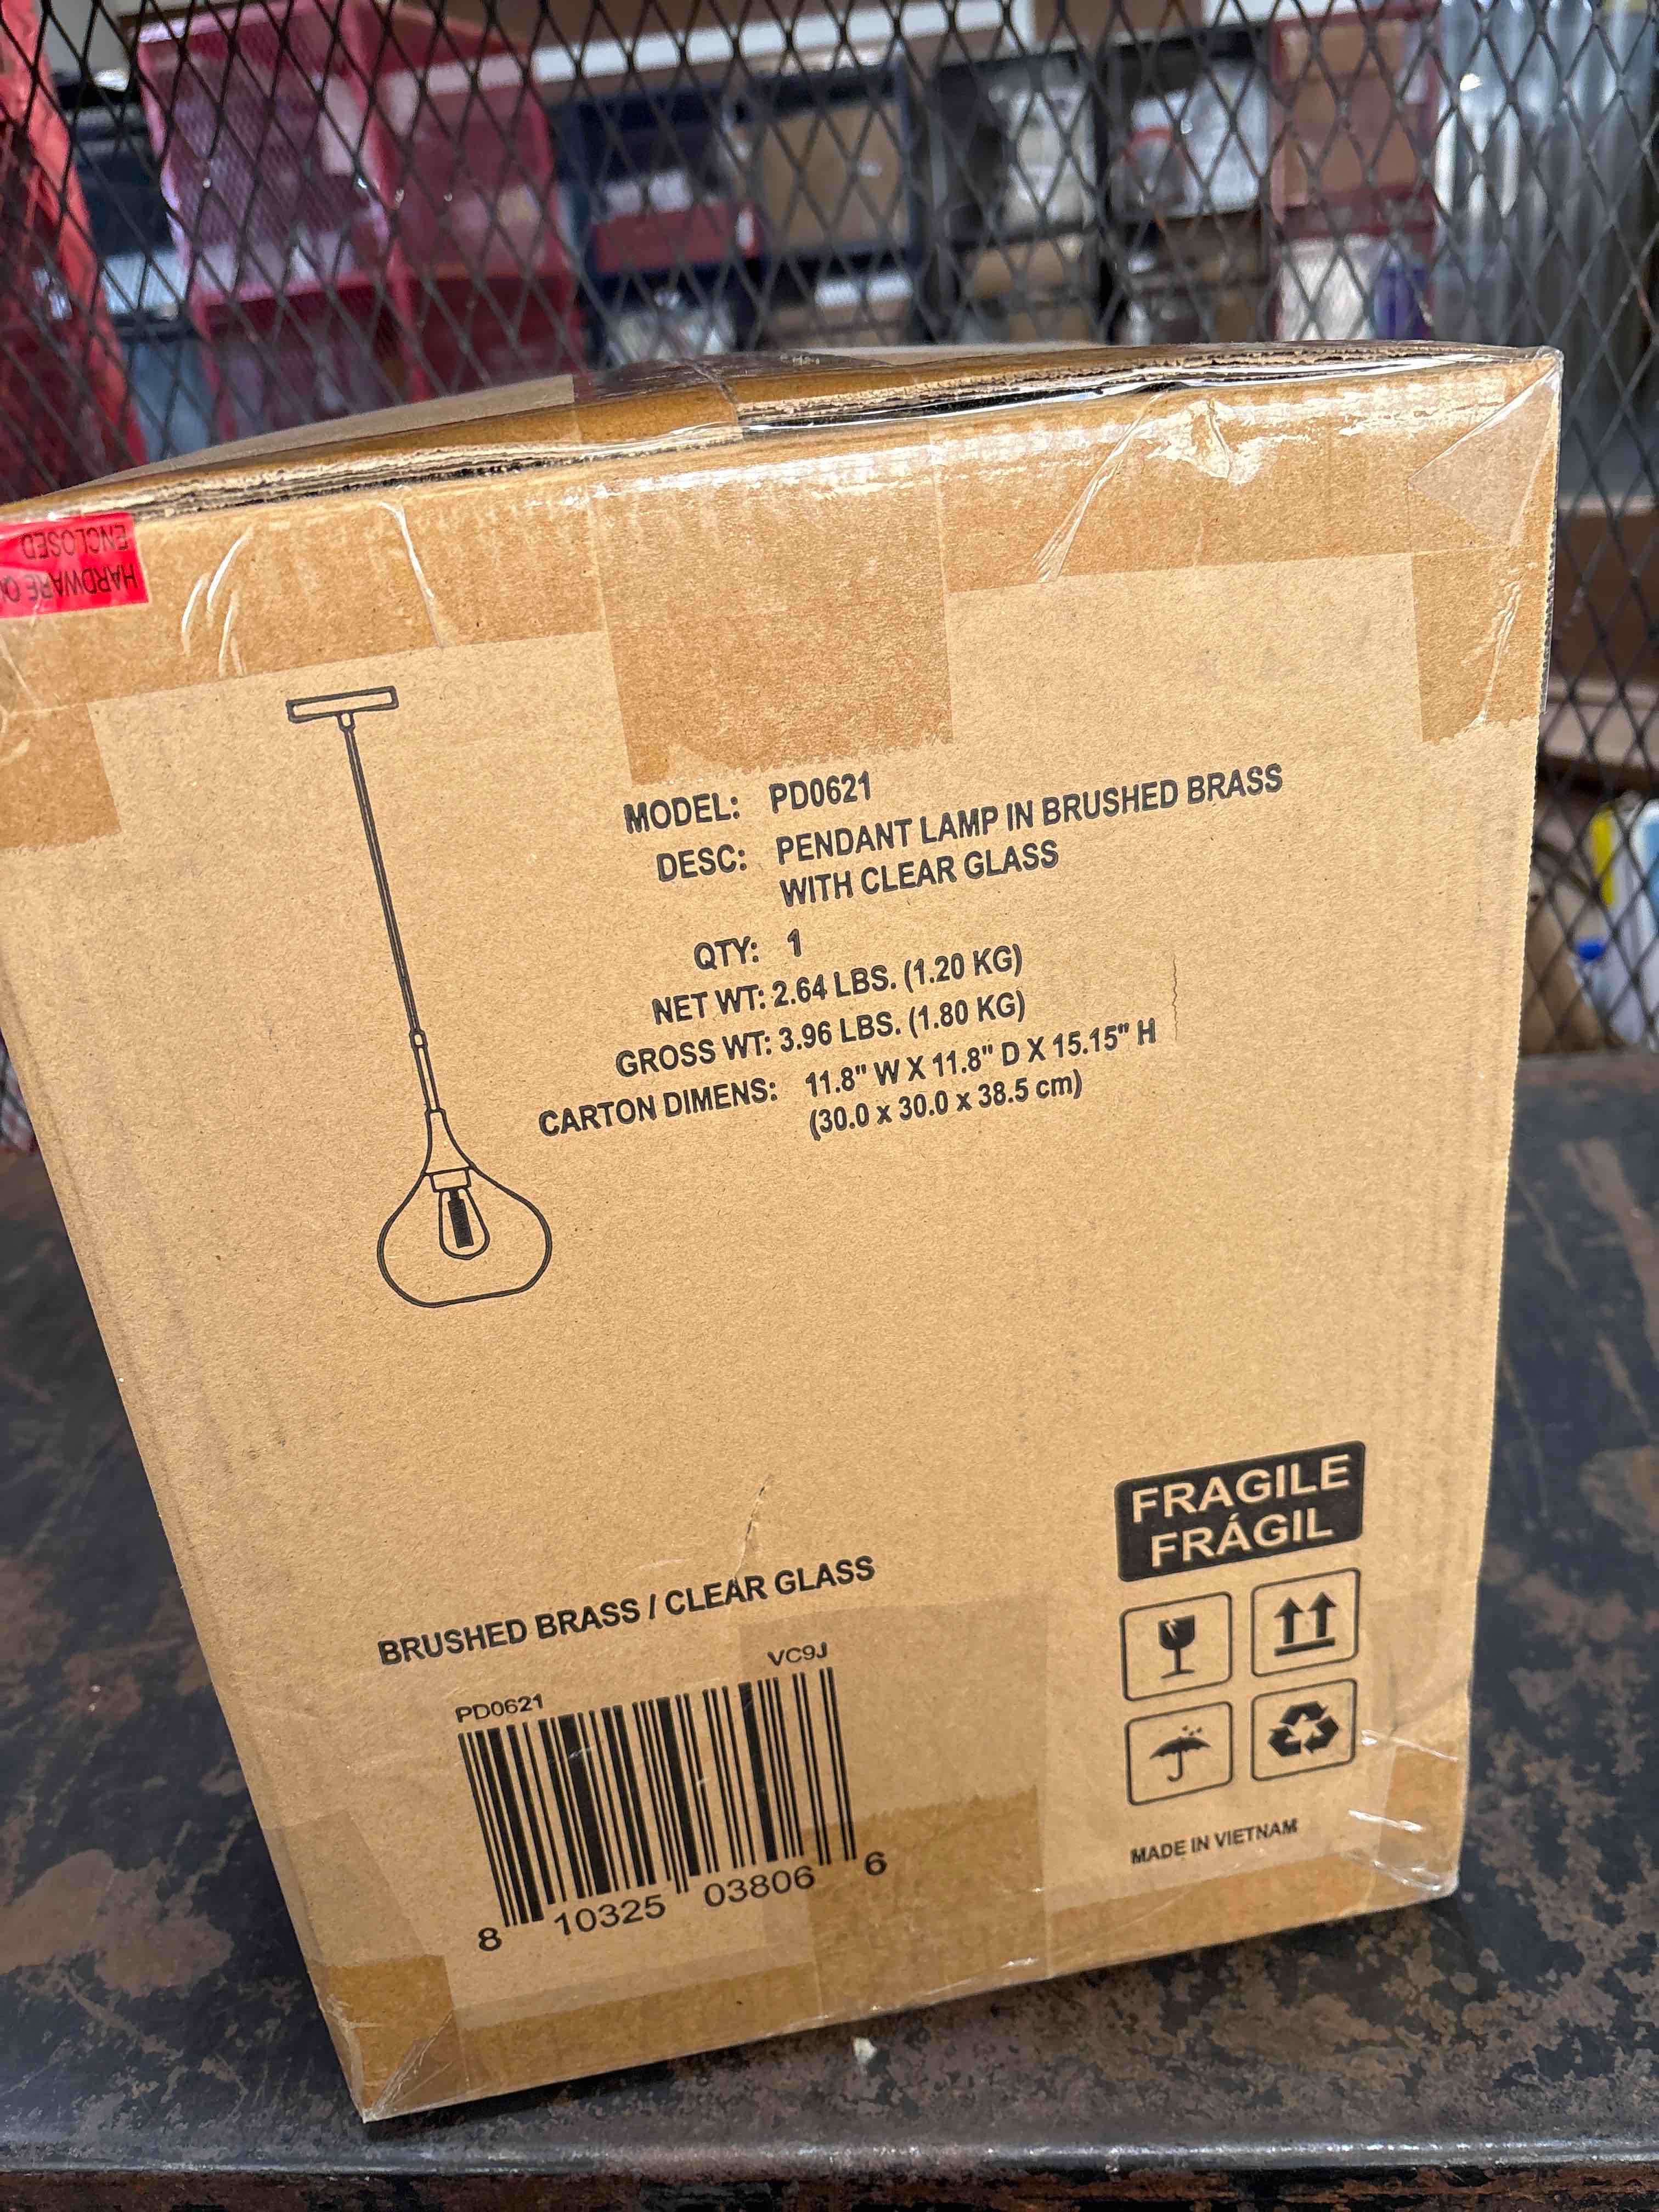 HARDWARE
ENCLOSED
MODEL: PD0621
DESC: PENDANT LAMP IN BRUSHED BRASS
WITH CLEAR GLASS
QTY: 1
NET WT: 2.64 LBS. (1.20 KG)
GROSS WT: 3.96 LBS. (1.80 KG)
CARTON DIMENS: 11.8" W X 11.8" D X 15.15" H
(30.0 x 30.0 x 38.5 cm)
FRAGILE
FRÁGIL
BRUSHED BRASS / CLEAR GLASS
PD0621 VC9J
8 10325 03806 6
MADE IN VIETNAM